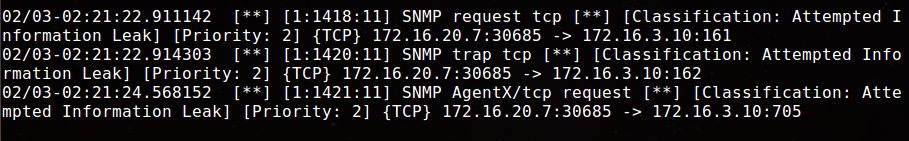 02/03-02:21:22.911142  [**] [1:1418:11] SNMP request tcp [**] [Classification: Attempted I
nformation Leak] [Priority: 2] {TCP} 172.16.20.7:30685 -> 172.16.3.10:161
02/03-02:21:22.914303  [**] [1:1420:11] SNMP trap tcp [**] [Classification: Attempted Info
rmation Leak] [Priority: 2] {TCP} 172.16.20.7:30685 -> 172.16.3.10:162
02/03-02:21:24.568152  [**] [1:1421:11] SNMP AgentX/tcp request [**] [Classification: Atte
mpted Information Leak] [Priority: 2] {TCP} 172.16.20.7:30685 -> 172.16.3.10:705